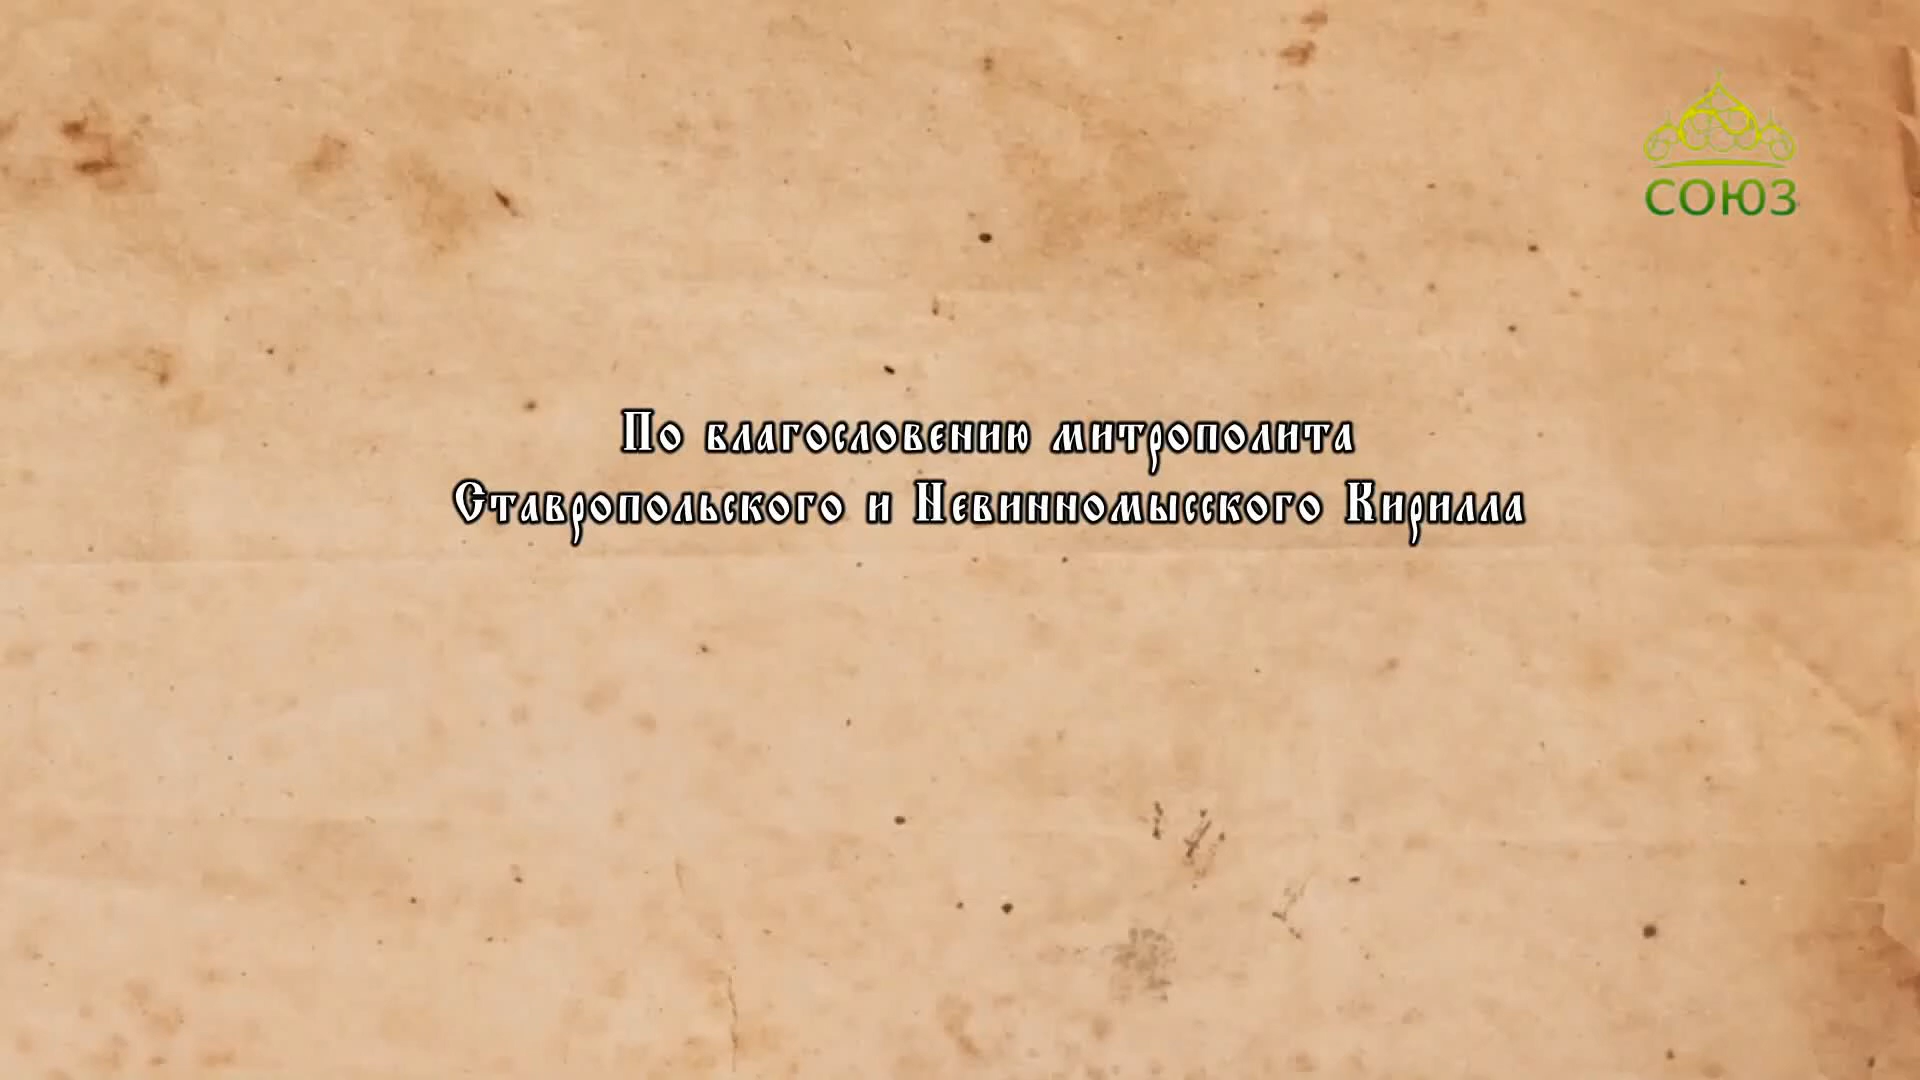 СОЮЗ
По благословению митрополита
Ставропольского и Невинномысского Кирилла